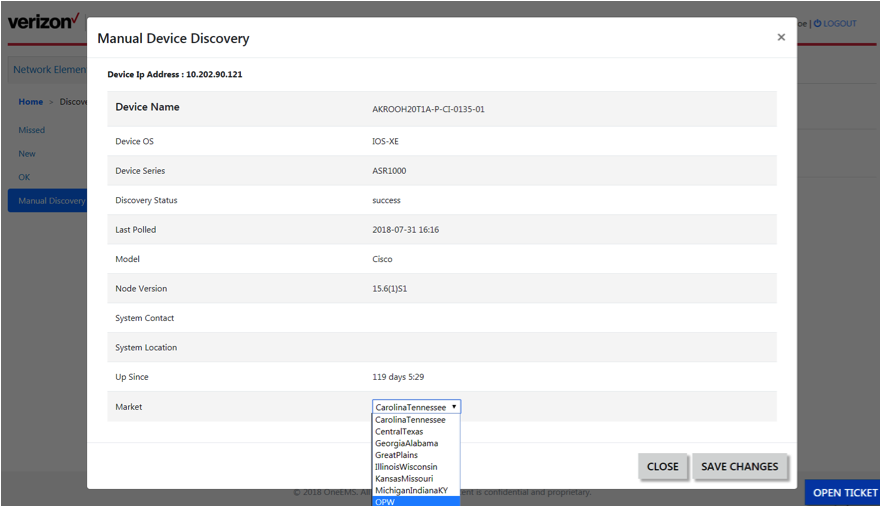 verizon✓
oe | LOGOUT
Manual Device Discovery
×
Network Elemen
Device Ip Address : 10.202.90.121
Home > Discove
Device Name AKROOH20T1A-P-CI-0135-01
Missed
Device OS IOS-XE
New
Device Series ASR1000
OK
Manual Discovery
Discovery Status success
Last Polled 2018-07-31 16:16
Model Cisco
Node Version 15.6(1)S1
System Contact
System Location
Up Since 119 days 5:29
Market CarolinaTennessee ▼
CarolinaTennessee
CentralTexas
GeorgiaAlabama
GreatPlains
IllinoisWisconsin
KansasMissouri
MichiganIndianaKY
OPW
CLOSE SAVE CHANGES
© 2018 OneEMS. All ent is confidential and proprietary.
OPEN TICKET